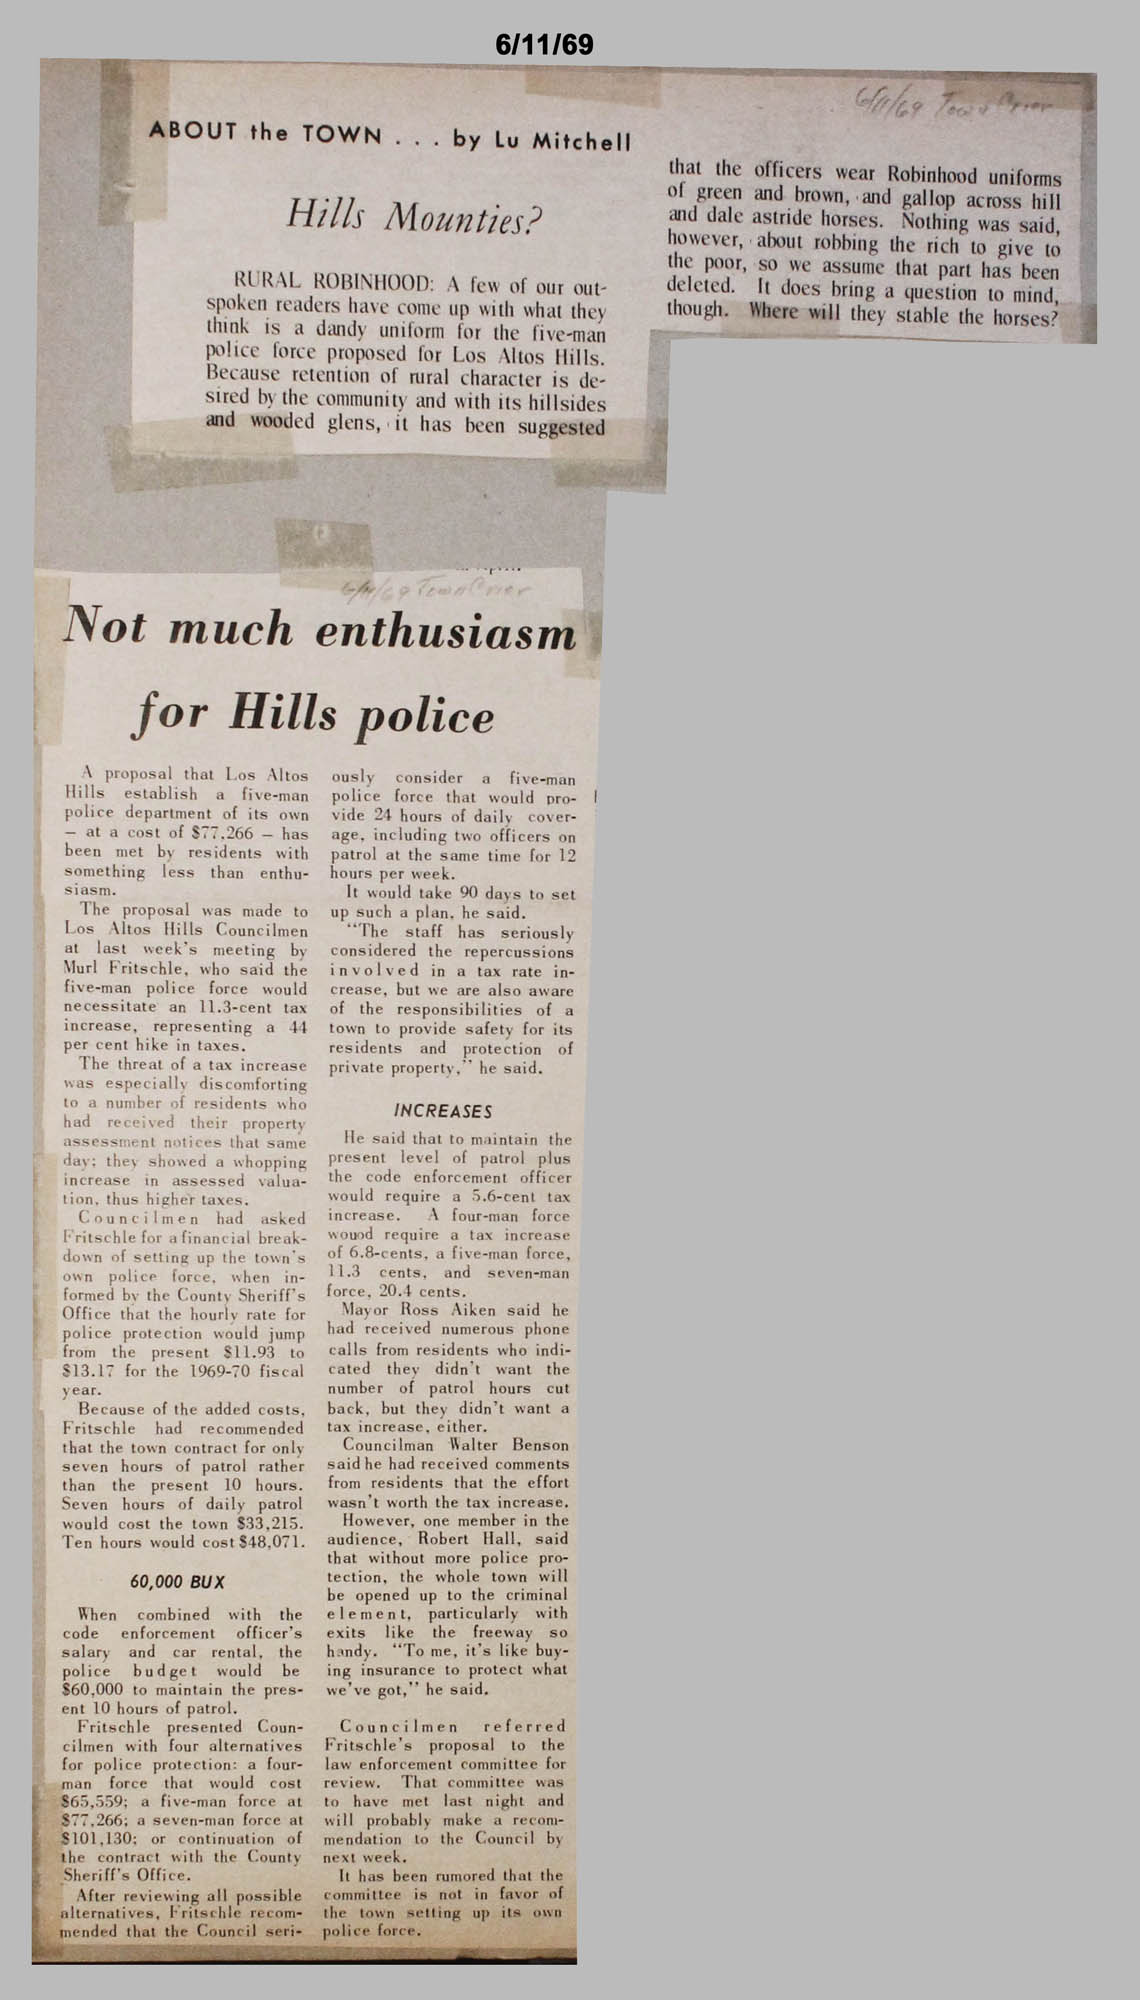 6/11/69
6/11/69 Town Crier
ABOUT the TOWN . . . by Lu Mitchell
Hills Mounties?
RURAL ROBINHOOD: A few of our out-
spoken readers have come up with what they
think is a dandy uniform for the five-man
police force proposed for Los Altos Hills.
Because retention of rural character is de-
sired by the community and with its hillsides
and wooded glens, it has been suggested
that the officers wear Robinhood uniforms
of green and brown, and gallop across hill
and dale astride horses. Nothing was said,
however, about robbing the rich to give to
the poor, so we assume that part has been
deleted. It does bring a question to mind,
though. Where will they stable the horses?
6/11/69 Town Crier
Not much enthusiasm
for Hills police
A proposal that Los Altos
Hills establish a five-man
police department of its own
— at a cost of $77,266 — has
been met by residents with
something less than enthu-
siasm.
The proposal was made to
Los Altos Hills Councilmen
at last week's meeting by
Murl Fritschle, who said the
five-man police force would
necessitate an 11.3-cent tax
increase, representing a 44
per cent hike in taxes.
The threat of a tax increase
was especially discomforting
to a number of residents who
had received their property
assessment notices that same
day; they showed a whopping
increase in assessed valua-
tion, thus higher taxes.
Councilmen had asked
Fritschle for a financial break-
down of setting up the town's
own police force, when in-
formed by the County Sheriff's
Office that the hourly rate for
police protection would jump
from the present $11.93 to
$13.17 for the 1969-70 fiscal
year.
Because of the added costs,
Fritschle had recommended
that the town contract for only
seven hours of patrol rather
than the present 10 hours.
Seven hours of daily patrol
would cost the town $33,215.
Ten hours would cost $48,071.
60,000 BUX
When combined with the
code enforcement officer's
salary and car rental, the
police budget would be
$60,000 to maintain the pres-
ent 10 hours of patrol.
Fritschle presented Coun-
cilmen with four alternatives
for police protection: a four-
man force that would cost
$65,559; a five-man force at
$77,266; a seven-man force at
$101,130; or continuation of
the contract with the County
Sheriff's Office.
After reviewing all possible
alternatives, Fritschle recom-
mended that the Council seri-
ously consider a five-man
police force that would pro-
vide 24 hours of daily cover-
age, including two officers on
patrol at the same time for 12
hours per week.
It would take 90 days to set
up such a plan, he said.
"The staff has seriously
considered the repercussions
involved in a tax rate in-
crease, but we are also aware
of the responsibilities of a
town to provide safety for its
residents and protection of
private property," he said.
INCREASES
He said that to maintain the
present level of patrol plus
the code enforcement officer
would require a 5.6-cent tax
increase. A four-man force
wouod require a tax increase
of 6.8-cents, a five-man force,
11.3 cents, and seven-man
force, 20.4 cents.
Mayor Ross Aiken said he
had received numerous phone
calls from residents who indi-
cated they didn't want the
number of patrol hours cut
back, but they didn't want a
tax increase, either.
Councilman Walter Benson
said he had received comments
from residents that the effort
wasn't worth the tax increase.
However, one member in the
audience, Robert Hall, said
that without more police pro-
tection, the whole town will
be opened up to the criminal
element, particularly with
exits like the freeway so
handy. "To me, it's like buy-
ing insurance to protect what
we've got," he said.
Councilmen referred
Fritschle's proposal to the
law enforcement committee for
review. That committee was
to have met last night and
will probably make a recom-
mendation to the Council by
next week.
It has been rumored that the
committee is not in favor of
the town setting up its own
police force.